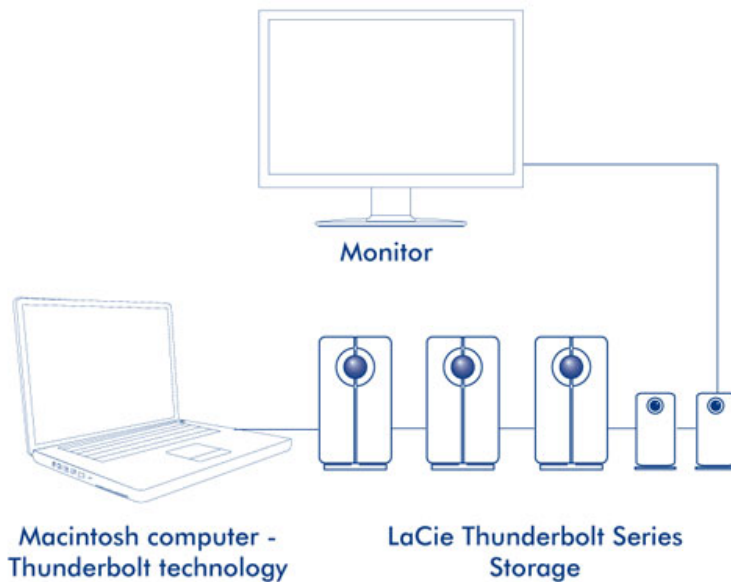 Monitor
Macintosh computer -
Thunderbolt technology
LaCie Thunderbolt Series
Storage